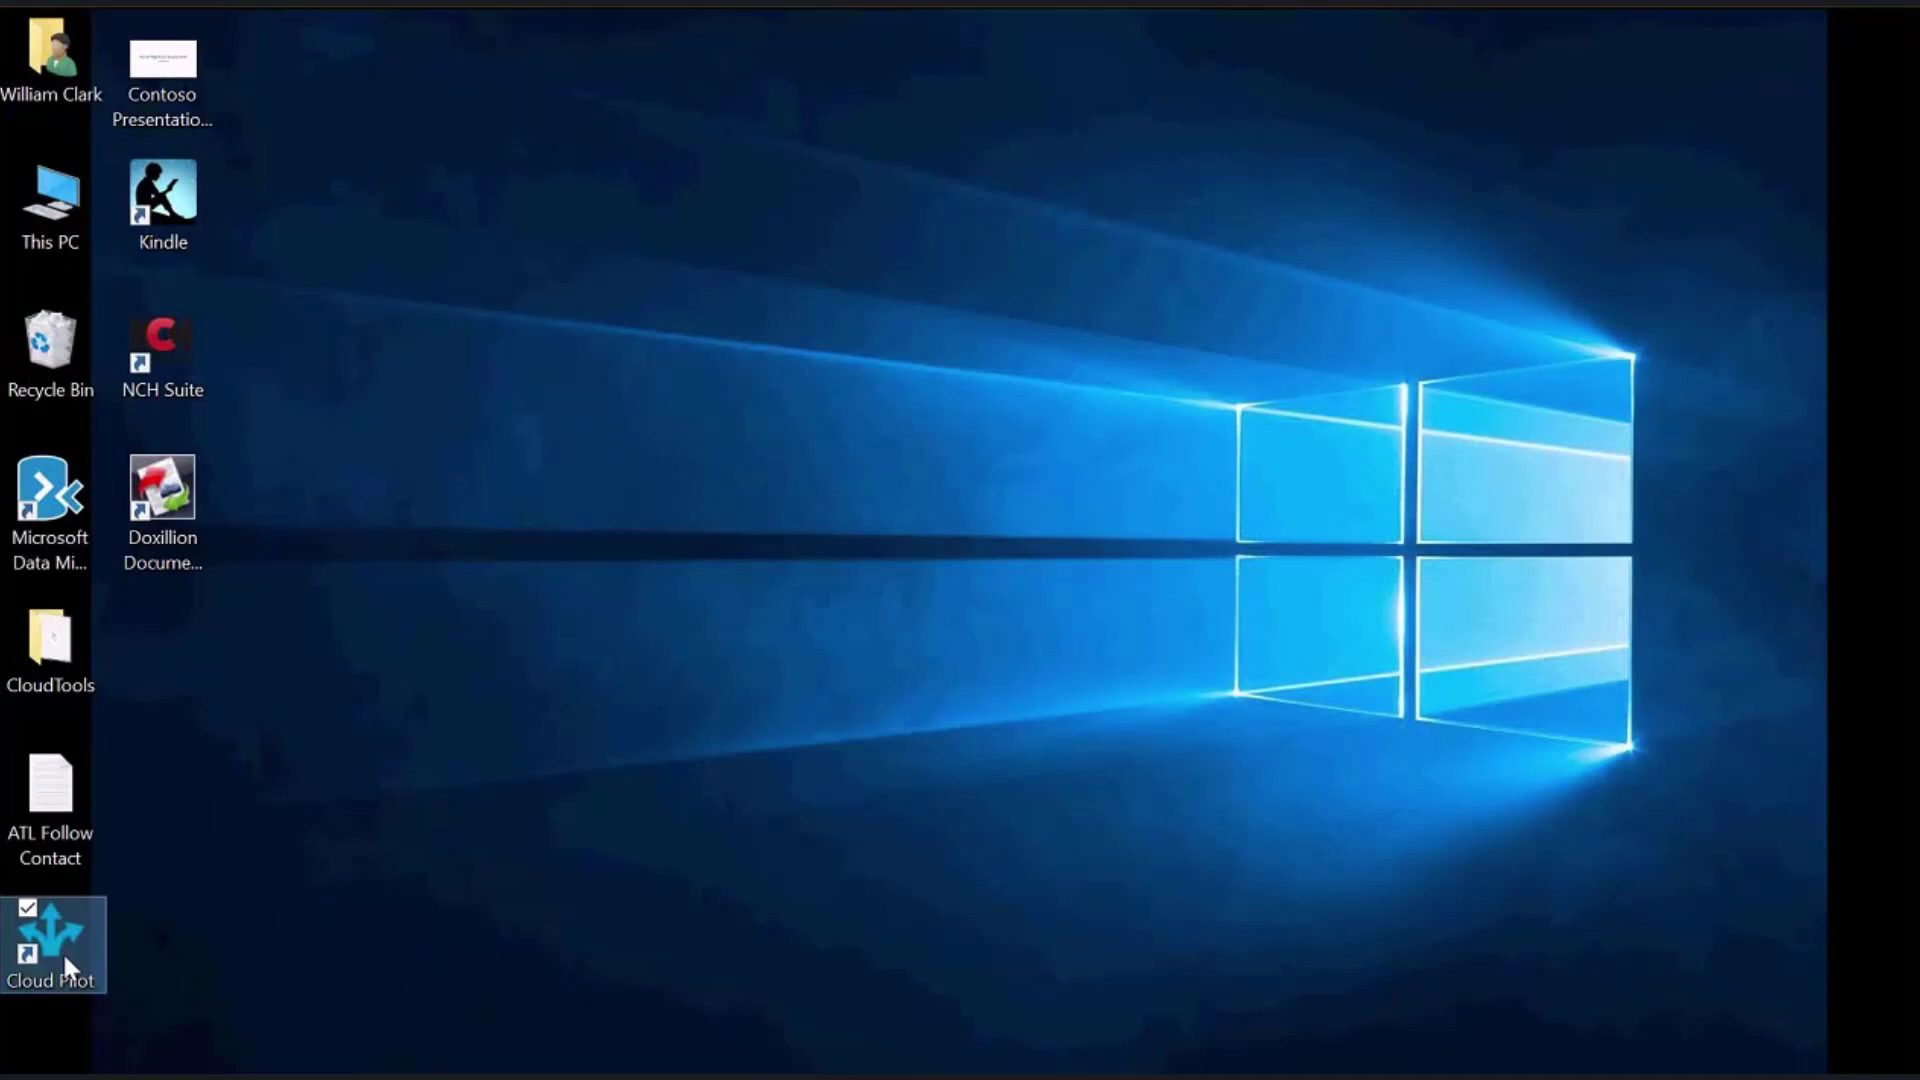 William Clark
Contoso
Presentatio...
This PC
Kindle
Recycle Bin
NCH Suite
Microsoft
Data Mi...
Doxillion
Docume...
CloudTools
ATL Follow
Contact
Cloud Pilot